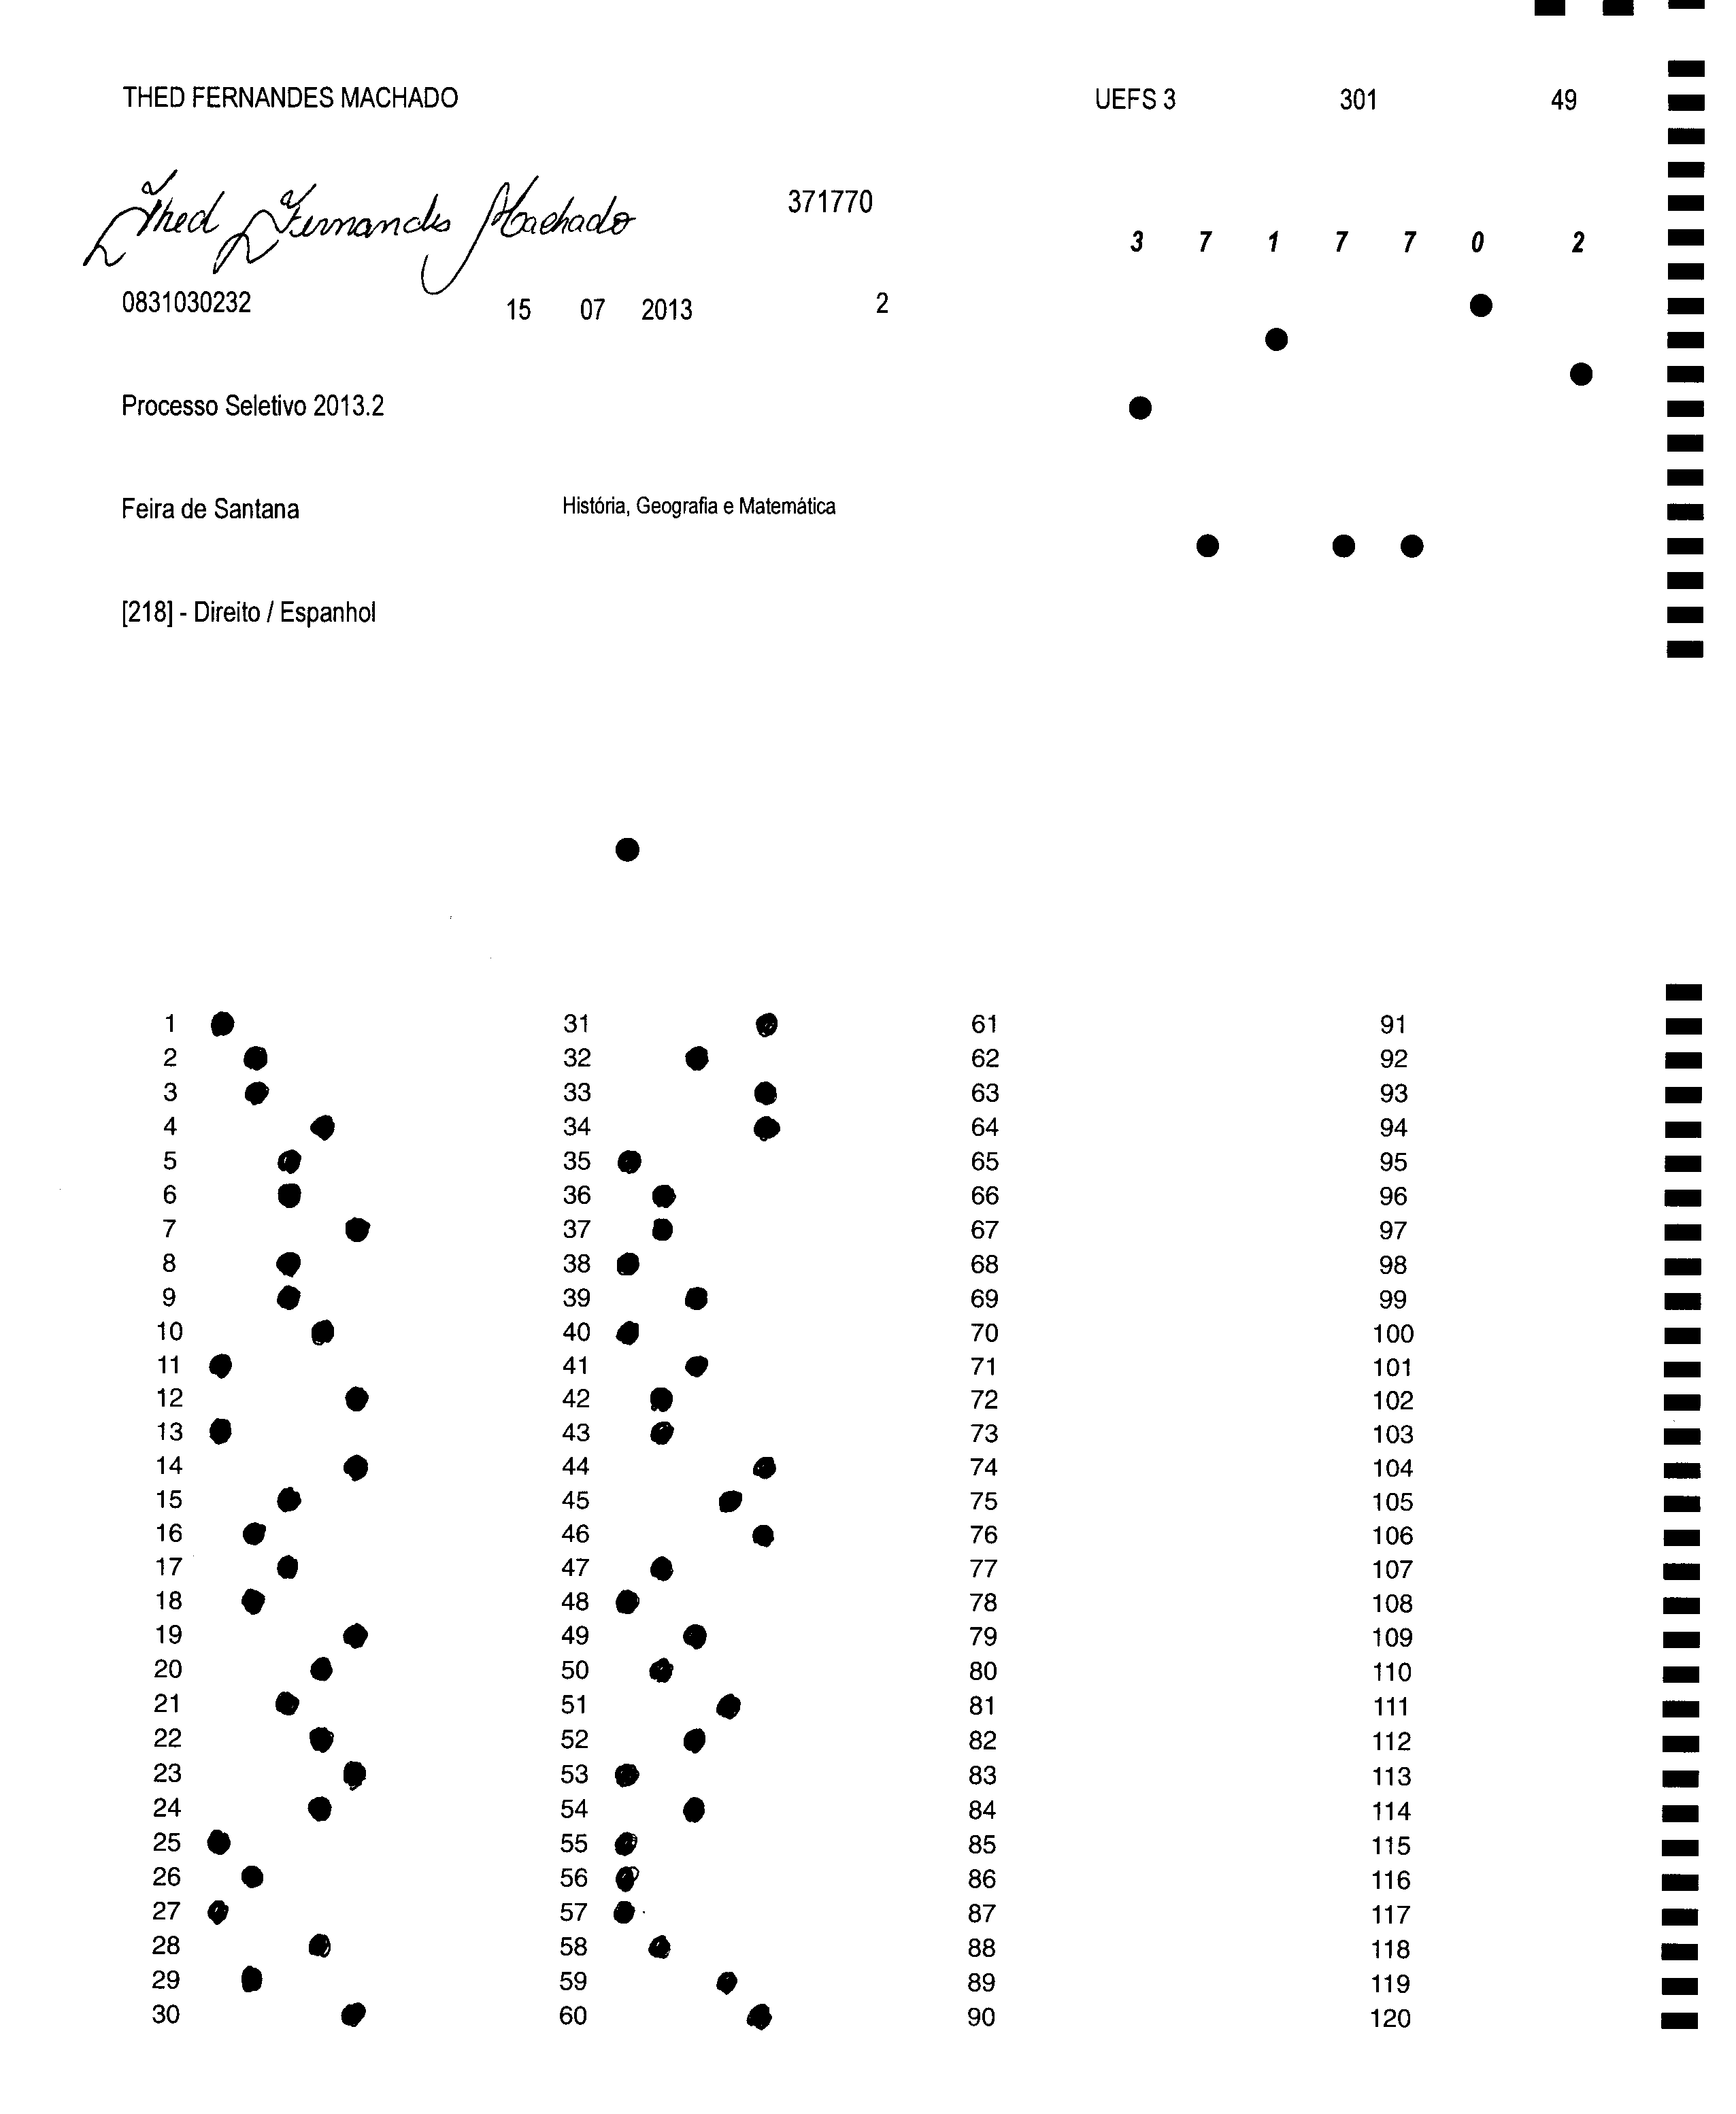 THED FERNANDES MACHADO UEFS 3 301 49
Thed Fernandes Machado 371770
3 7 1 7 7 0 2
0831030232 15 07 2013 2
Processo Seletivo 2013.2
Feira de Santana História, Geografia e Matemática
[218] - Direito / Espanhol
1 31 61 91
2 32 62 92
3 33 63 93
4 34 64 94
5 35 65 95
6 36 66 96
7 37 67 97
8 38 68 98
9 39 69 99
10 40 70 100
11 41 71 101
12 42 72 102
13 43 73 103
14 44 74 104
15 45 75 105
16 46 76 106
17 47 77 107
18 48 78 108
19 49 79 109
20 50 80 110
21 51 81 111
22 52 82 112
23 53 83 113
24 54 84 114
25 55 85 115
26 56 86 116
27 57 87 117
28 58 88 118
29 59 89 119
30 60 90 120